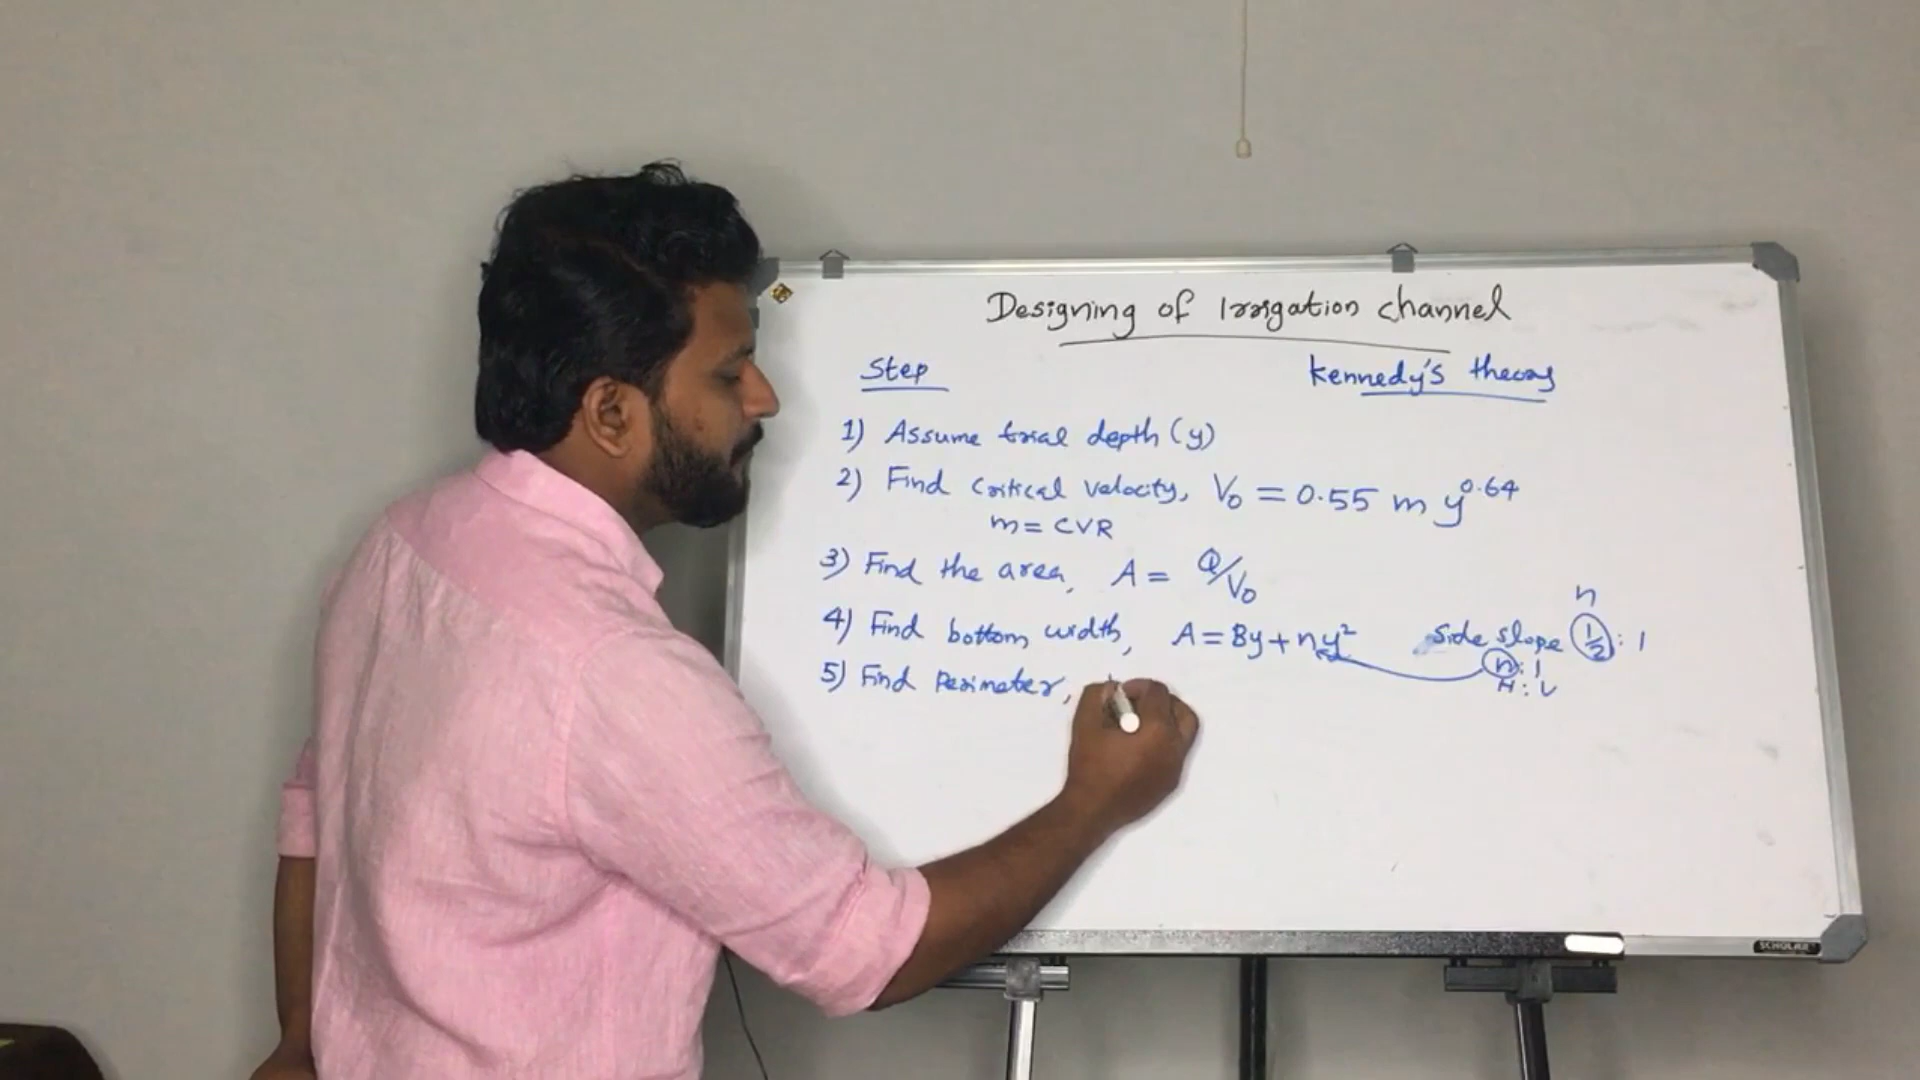 Designing of Irrigation channel
Step
Kennedy's theory
1) Assume trial depth (y)
2) Find critical velocity, V₀ = 0.55 m y^0.64
m = CVR
3) Find the area, A = Q/V₀
4) Find bottom width, A = By + ny²
n
side slope 1/2 : 1
n : 1
H : V
5) Find Perimeter,
SCHOLAR